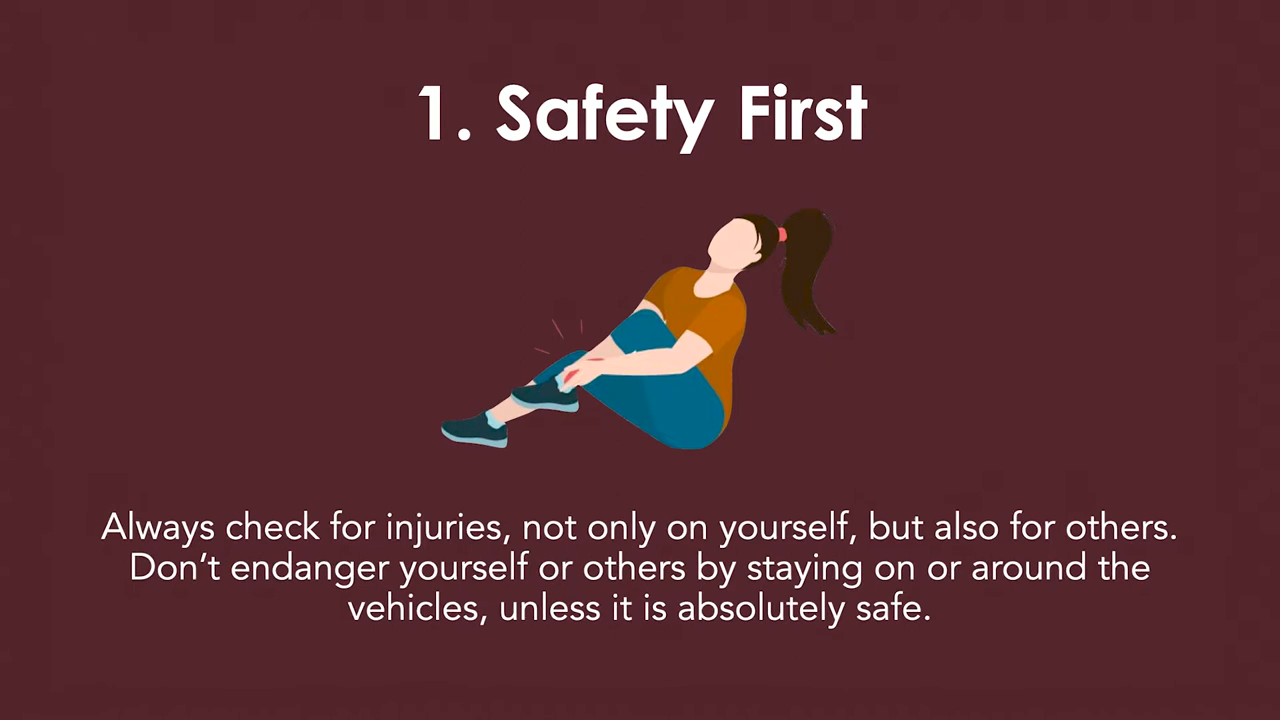 1. Safety First
Always check for injuries, not only on yourself, but also for others.
Don‘t endanger yourself or others by staying on or around the
vehicles, unless it is absolutely safe.